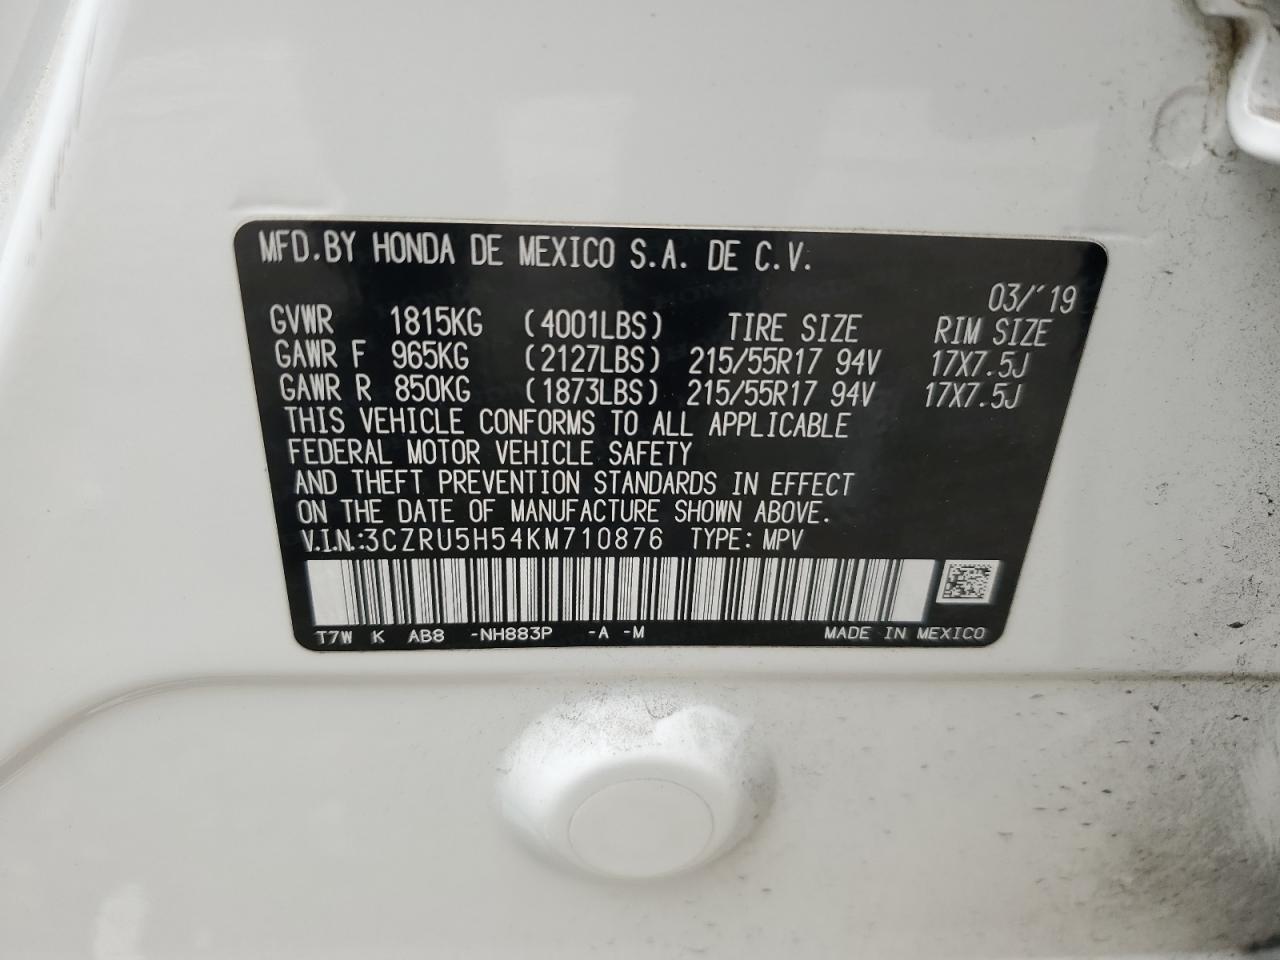 MFD.BY HONDA DE MEXICO S.A. DE C.V.
03/'19
GVWR 1815KG (4001LBS) TIRE SIZE RIM SIZE
GAWR F 965KG (2127LBS) 215/55R17 94V 17X7.5J
GAWR R 850KG (1873LBS) 215/55R17 94V 17X7.5J
THIS VEHICLE CONFORMS TO ALL APPLICABLE
FEDERAL MOTOR VEHICLE SAFETY
AND THEFT PREVENTION STANDARDS IN EFFECT
ON THE DATE OF MANUFACTURE SHOWN ABOVE.
V.I.N.:3CZRU5H54KM710876 TYPE: MPV
T7W K AB8 -NH883P -A -M MADE IN MEXICO